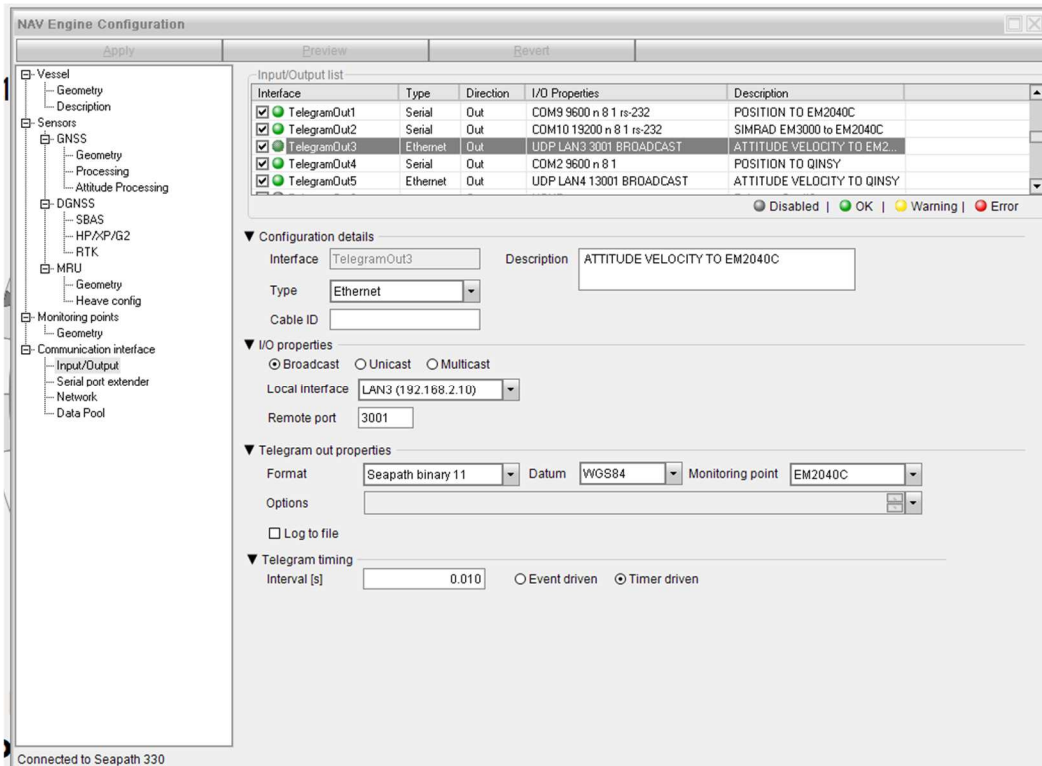 NAV Engine Configuration
Apply Preview Revert
Vessel
Geometry
Description
Sensors
GNSS
Geometry
Processing
Attitude Processing
DGNSS
SBAS
HP/XP/G2
RTK
MRU
Geometry
Heave config
Monitoring points
Geometry
Communication interface
Input/Output
Serial port extender
Network
Data Pool
Input/Output list
Interface Type Direction I/O Properties Description
TelegramOut1 Serial Out COM9 9600 n 8 1 rs-232 POSITION TO EM2040C
TelegramOut2 Serial Out COM10 19200 n 8 1 rs-232 SIMRAD EM3000 to EM2040C
TelegramOut3 Ethernet Out UDP LAN3 3001 BROADCAST ATTITUDE VELOCITY TO EM2...
TelegramOut4 Serial Out COM2 9600 n 8 1 POSITION TO QINSY
TelegramOut5 Ethernet Out UDP LAN4 13001 BROADCAST ATTITUDE VELOCITY TO QINSY
Disabled | OK | Warning | Error
Configuration details
Interface TelegramOut3 Description ATTITUDE VELOCITY TO EM2040C
Type Ethernet
Cable ID
I/O properties
Broadcast Unicast Multicast
Local interface LAN3 (192.168.2.10)
Remote port 3001
Telegram out properties
Format Seapath binary 11 Datum WGS84 Monitoring point EM2040C
Options
Log to file
Telegram timing
Interval [s] 0.010 Event driven Timer driven
Connected to Seapath 330